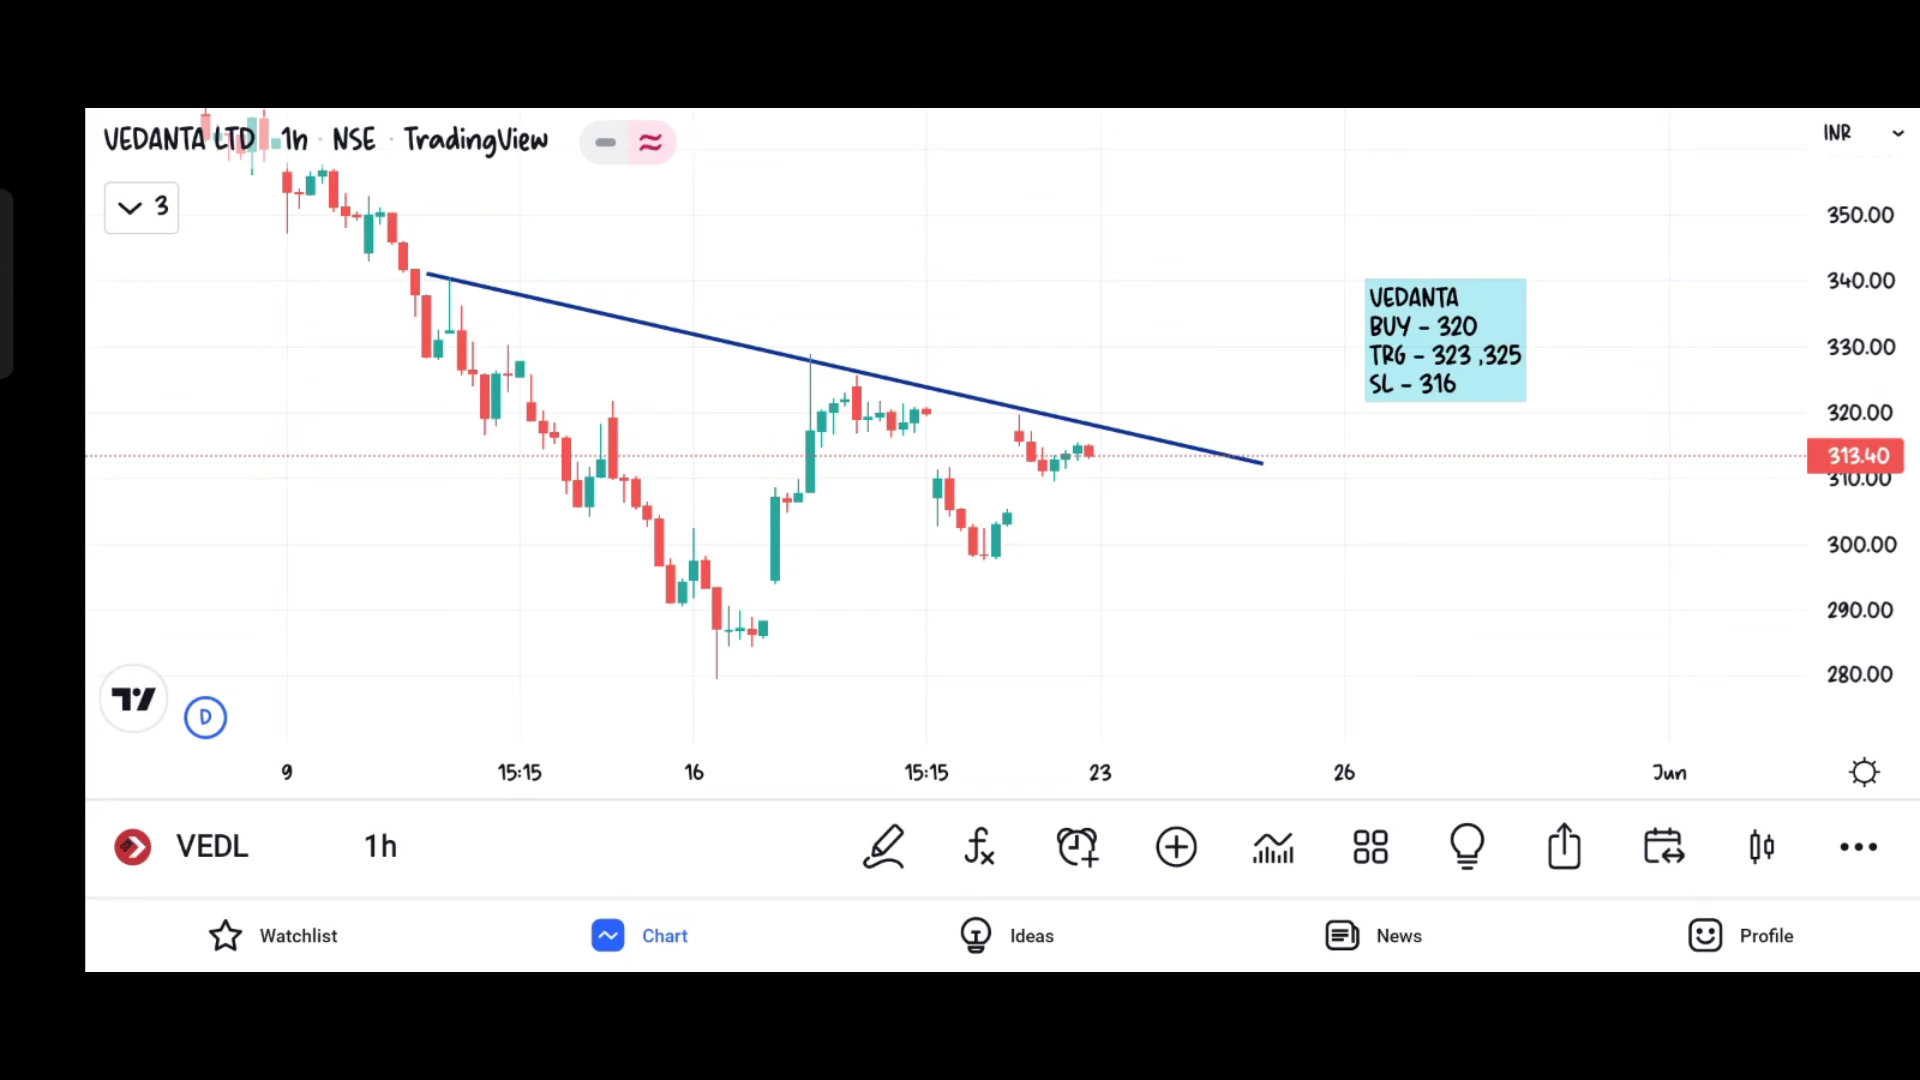 VEDANTA LTD · 1h · NSE · TradingView
INR
3
350.00
340.00
VEDANTA
BUY - 320
TRG - 323 ,325
SL - 316
330.00
320.00
313.40
310.00
300.00
290.00
280.00
D
9 15:15 16 15:15 23 26 Jun
VEDL 1h
Watchlist Chart Ideas News Profile